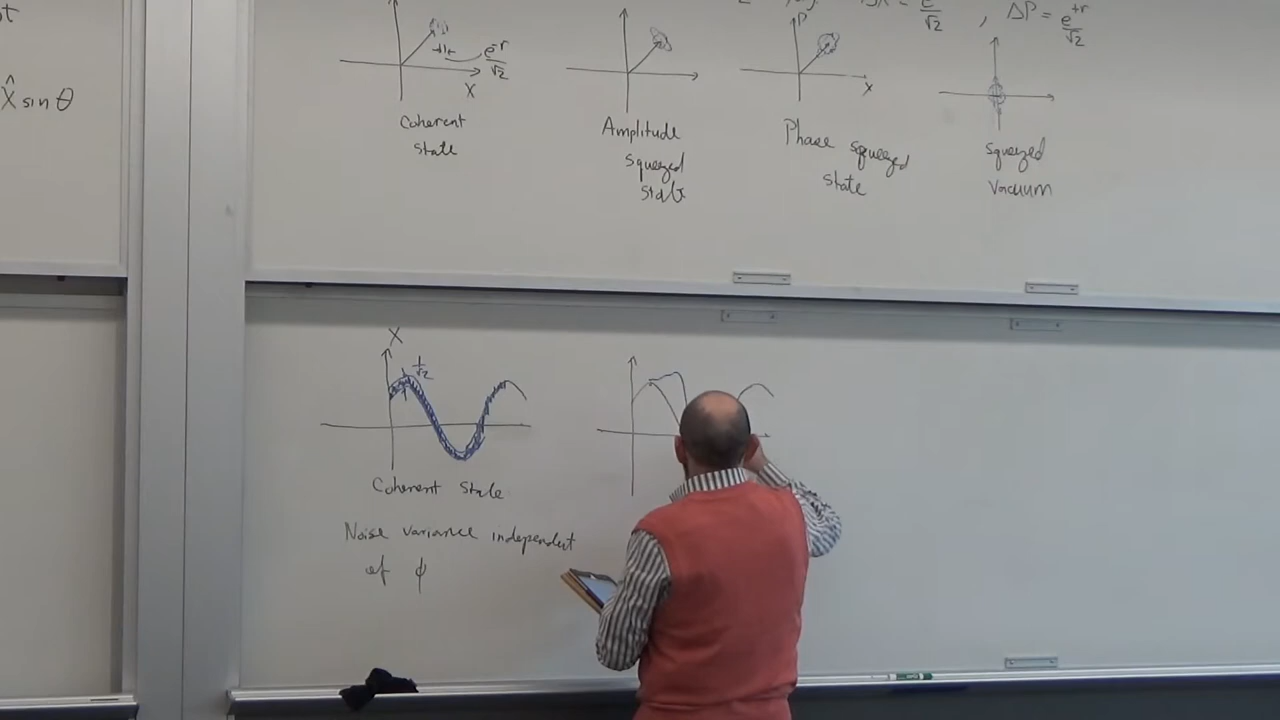 , ΔP = e^{+r}/√2
X̂ sin θ
e^{-r}/√2
X
Coherent
state
Amplitude
squeezed
state
P
X
Phase squeezed
state
squeezed
Vacuum
X
1/√2
Coherent State
Noise variance independent
of ϕ